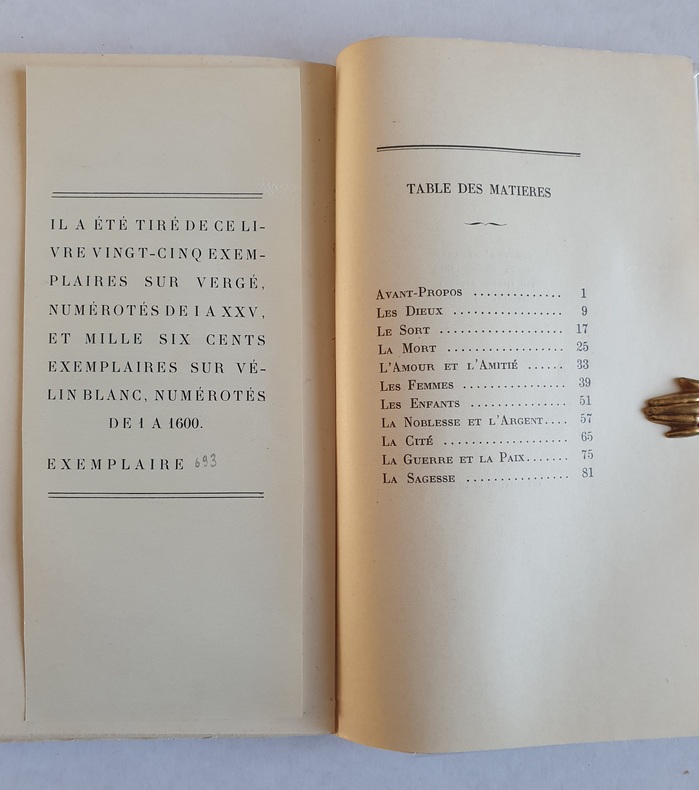 IL A ÉTÉ TIRÉ DE CE LI-
VRE VINGT-CINQ EXEM-
PLAIRES SUR VERGÉ,
NUMÉROTÉS DE I A XXV,
ET MILLE SIX CENTS
EXEMPLAIRES SUR VÉ-
LIN BLANC, NUMÉROTÉS
DE 1 A 1600.
EXEMPLAIRE 693
TABLE DES MATIERES
AVANT-PROPOS .............. 1
LES DIEUX ................. 9
LE SORT ................... 17
LA MORT .................. 25
L'AMOUR ET L'AMITIÉ ...... 33
LES FEMMES ................ 39
LES ENFANTS ............... 51
LA NOBLESSE ET L'ARGENT.... 57
LA CITÉ ................... 65
LA GUERRE ET LA PAIX....... 75
LA SAGESSE ................ 81